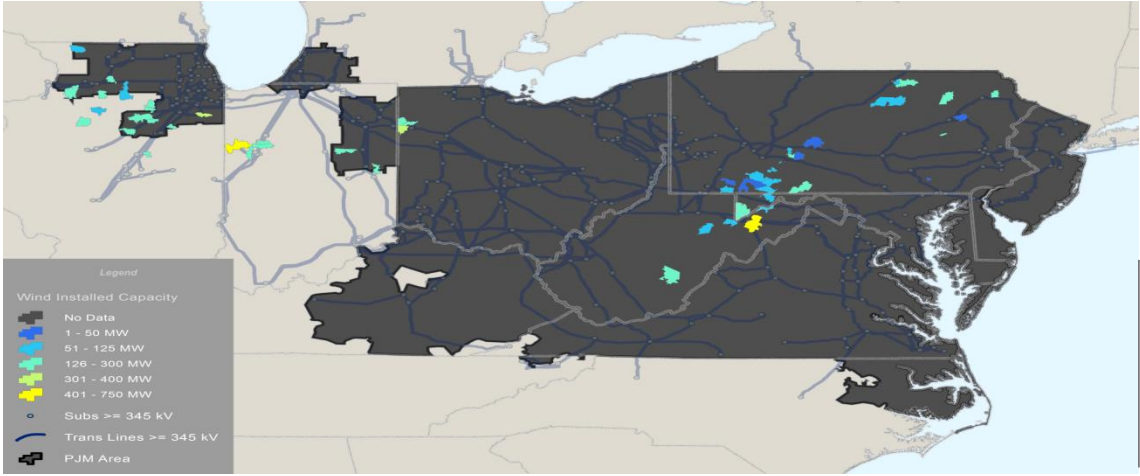 Legend
Wind Installed Capacity
No Data
1 - 50 MW
51 - 125 MW
126 - 300 MW
301 - 400 MW
401 - 750 MW
Subs >= 345 kV
Trans Lines >= 345 kV
PJM Area